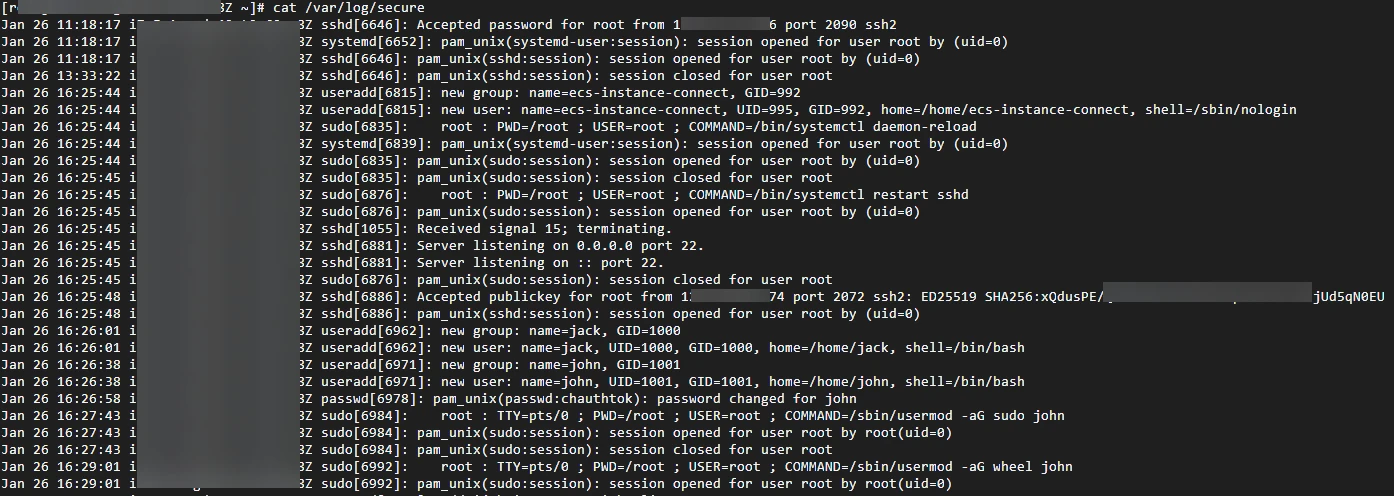 [r 3Z ~]# cat /var/log/secure
Jan 26 11:18:17 i 3Z sshd[6646]: Accepted password for root from 1 6 port 2090 ssh2
Jan 26 11:18:17 i 3Z systemd[6652]: pam_unix(systemd-user:session): session opened for user root by (uid=0)
Jan 26 11:18:17 i 3Z sshd[6646]: pam_unix(sshd:session): session opened for user root by (uid=0)
Jan 26 13:33:22 i 3Z sshd[6646]: pam_unix(sshd:session): session closed for user root
Jan 26 16:25:44 i 3Z useradd[6815]: new group: name=ecs-instance-connect, GID=992
Jan 26 16:25:44 i 3Z useradd[6815]: new user: name=ecs-instance-connect, UID=995, GID=992, home=/home/ecs-instance-connect, shell=/sbin/nologin
Jan 26 16:25:44 i 3Z sudo[6835]:    root : PWD=/root ; USER=root ; COMMAND=/bin/systemctl daemon-reload
Jan 26 16:25:44 i 3Z systemd[6839]: pam_unix(systemd-user:session): session opened for user root by (uid=0)
Jan 26 16:25:44 i 3Z sudo[6835]: pam_unix(sudo:session): session opened for user root by (uid=0)
Jan 26 16:25:45 i 3Z sudo[6835]: pam_unix(sudo:session): session closed for user root
Jan 26 16:25:45 i 3Z sudo[6876]:    root : PWD=/root ; USER=root ; COMMAND=/bin/systemctl restart sshd
Jan 26 16:25:45 i 3Z sudo[6876]: pam_unix(sudo:session): session opened for user root by (uid=0)
Jan 26 16:25:45 i 3Z sshd[1055]: Received signal 15; terminating.
Jan 26 16:25:45 i 3Z sshd[6881]: Server listening on 0.0.0.0 port 22.
Jan 26 16:25:45 i 3Z sshd[6881]: Server listening on :: port 22.
Jan 26 16:25:45 i 3Z sudo[6876]: pam_unix(sudo:session): session closed for user root
Jan 26 16:25:48 i 3Z sshd[6886]: Accepted publickey for root from 1 74 port 2072 ssh2: ED25519 SHA256:xQdusPE/ jUd5qN0EU
Jan 26 16:25:48 i 3Z sshd[6886]: pam_unix(sshd:session): session opened for user root by (uid=0)
Jan 26 16:26:01 i 3Z useradd[6962]: new group: name=jack, GID=1000
Jan 26 16:26:01 i 3Z useradd[6962]: new user: name=jack, UID=1000, GID=1000, home=/home/jack, shell=/bin/bash
Jan 26 16:26:38 i 3Z useradd[6971]: new group: name=john, GID=1001
Jan 26 16:26:38 i 3Z useradd[6971]: new user: name=john, UID=1001, GID=1001, home=/home/john, shell=/bin/bash
Jan 26 16:26:58 i 3Z passwd[6978]: pam_unix(passwd:chauthtok): password changed for john
Jan 26 16:27:43 i 3Z sudo[6984]:    root : TTY=pts/0 ; PWD=/root ; USER=root ; COMMAND=/sbin/usermod -aG sudo john
Jan 26 16:27:43 i 3Z sudo[6984]: pam_unix(sudo:session): session opened for user root by root(uid=0)
Jan 26 16:27:43 i 3Z sudo[6984]: pam_unix(sudo:session): session closed for user root
Jan 26 16:29:01 i 3Z sudo[6992]:    root : TTY=pts/0 ; PWD=/root ; USER=root ; COMMAND=/sbin/usermod -aG wheel john
Jan 26 16:29:01 i 3Z sudo[6992]: pam_unix(sudo:session): session opened for user root by root(uid=0)